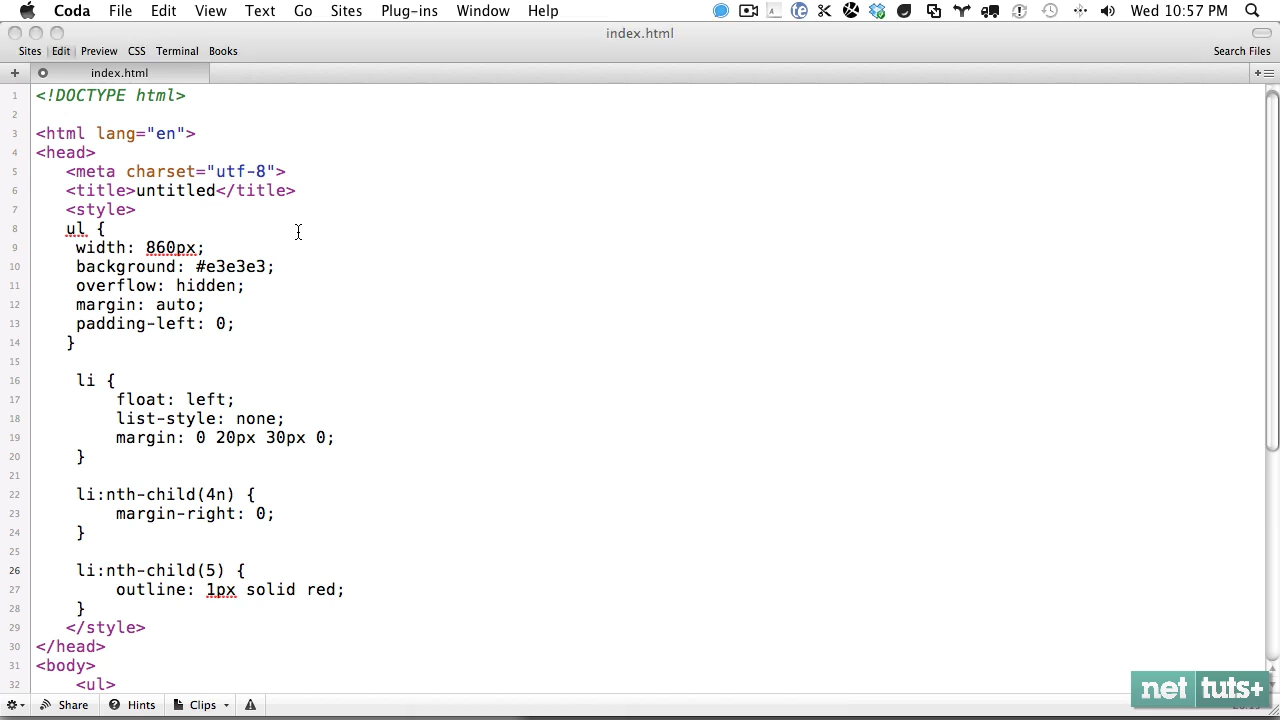 Coda File Edit View Text Go Sites Plug-ins Window Help Wed 10:57 PM
index.html
Sites Edit Preview CSS Terminal Books Search Files
index.html
1 <!DOCTYPE html>
2
3 <html lang="en">
4 <head>
5 <meta charset="utf-8">
6 <title>untitled</title>
7 <style>
8 ul {
9 width: 860px;
10 background: #e3e3e3;
11 overflow: hidden;
12 margin: auto;
13 padding-left: 0;
14 }
15
16 li {
17 float: left;
18 list-style: none;
19 margin: 0 20px 30px 0;
20 }
21
22 li:nth-child(4n) {
23 margin-right: 0;
24 }
25
26 li:nth-child(5) {
27 outline: 1px solid red;
28 }
29 </style>
30 </head>
31 <body>
32 <ul>
Share Hints Clips
net tuts+